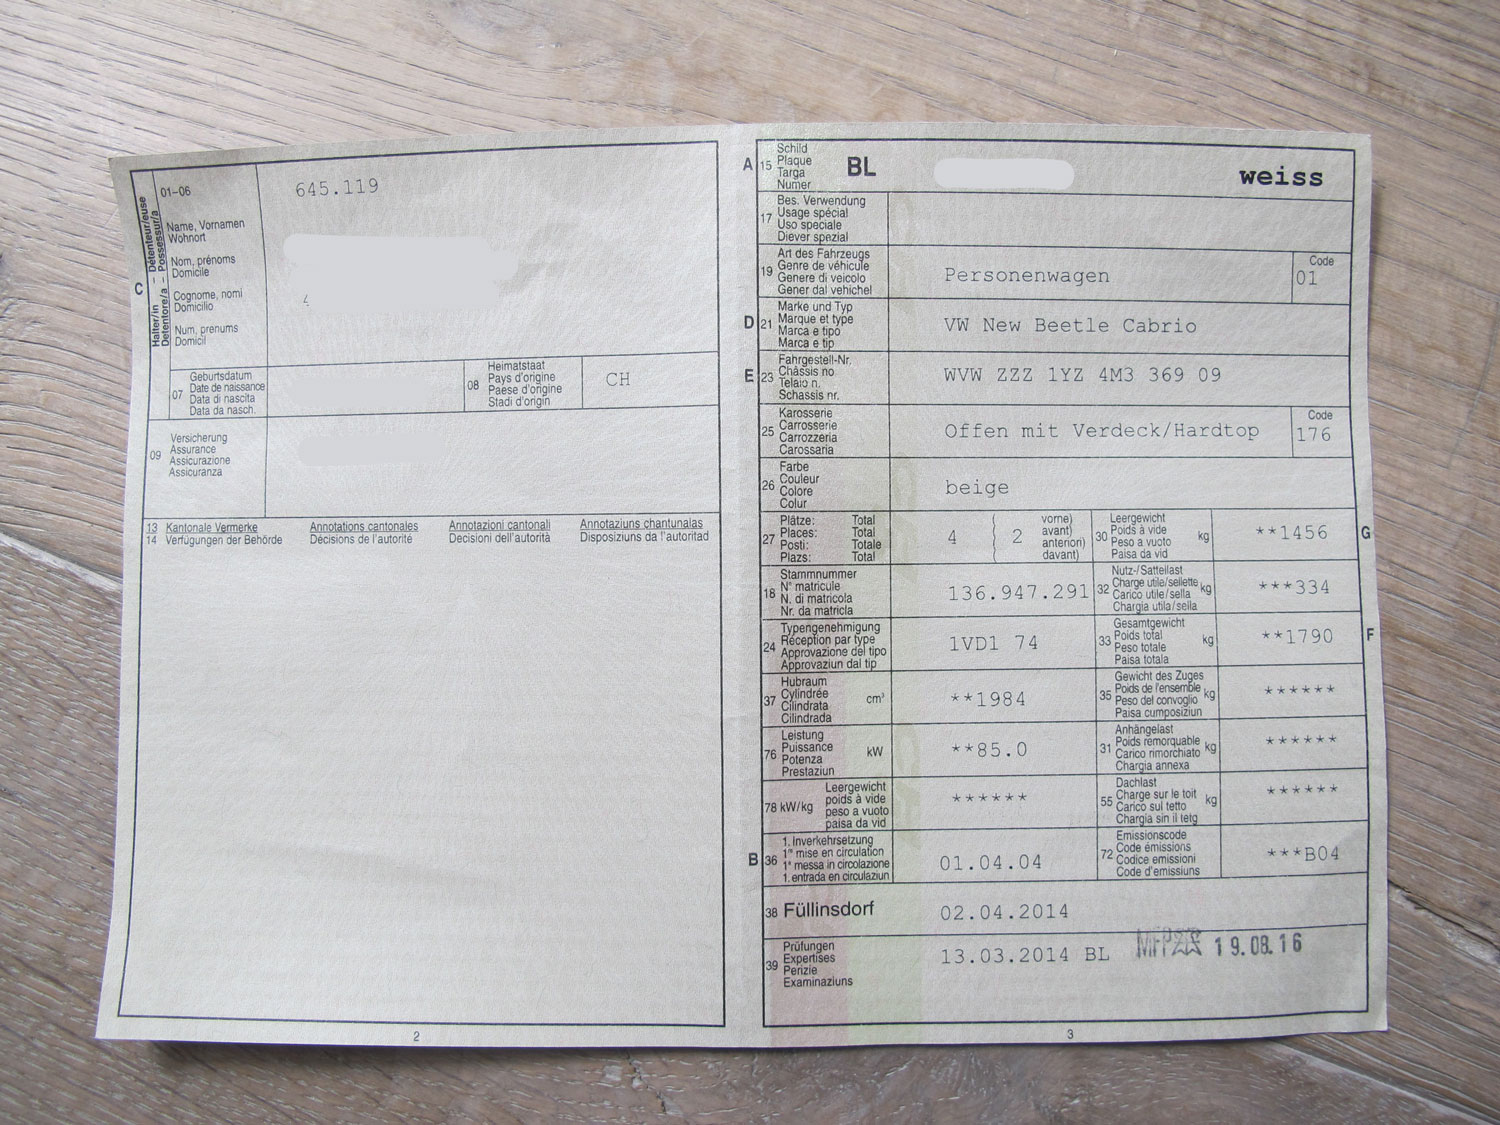 C
Halter/in – Détenteur/euse
Detentore/a – Possessur/a
01–06
645.119
Name, Vornamen
Wohnort
Nom, prénoms
Domicile
Cognome, nomi
Domicilio
Num, prenums
Domicil
4
07
Geburtsdatum
Date de naissance
Data di nascita
Data da nasch.
08
Heimatstaat
Pays d'origine
Paese d'origine
Stadi d'origin
CH
09
Versicherung
Assurance
Assicurazione
Assicuranza
13 Kantonale Vermerke Annotations cantonales Annotazioni cantonali Annotaziuns chantunalas
14 Verfügungen der Behörde Décisions de l'autorité Decisioni dell'autorità Disposiziuns da l'autoritad
2
A 15
Schild
Plaque
Targa
Numer
BL
weiss
17
Bes. Verwendung
Usage spécial
Uso speciale
Diever spezial
19
Art des Fahrzeugs
Genre de véhicule
Genere di veicolo
Gener dal vehichel
Personenwagen
Code
01
D 21
Marke und Typ
Marque et type
Marca e tipo
Marca e tip
VW New Beetle Cabrio
E 23
Fahrgestell-Nr.
Châssis no
Telaio n.
Schassis nr.
WVW ZZZ 1YZ 4M3 369 09
25
Karosserie
Carrosserie
Carrozzeria
Carossaria
Offen mit Verdeck/Hardtop
Code
176
26
Farbe
Couleur
Colore
Colur
beige
27
Plätze: Total
Places: Total
Posti: Totale
Plazs: Total
4 ( 2
vorne)
avant)
anteriori)
davant)
30
Leergewicht
Poids à vide
Peso a vuoto
Paisa da vid
kg
**1456
G
18
Stammnummer
N° matricule
N. di matricola
Nr. da matricla
136.947.291
32
Nutz-/Sattellast
Charge utile/sellette
Carico utile/sella
Chargia utila/sella
kg
***334
24
Typengenehmigung
Réception par type
Approvazione del tipo
Approvaziun dal tip
1VD1 74
33
Gesamtgewicht
Poids total
Peso totale
Paisa totala
kg
**1790
F
37
Hubraum
Cylindrée
Cilindrata
Cilindrada
cm³
**1984
35
Gewicht des Zuges
Poids de l'ensemble
Peso del convoglio
Paisa cumposiziun
kg
******
76
Leistung
Puissance
Potenza
Prestaziun
kW
**85.0
31
Anhängelast
Poids remorquable
Carico rimorchiato
Chargia annexa
kg
******
78 kW/kg
Leergewicht
poids à vide
peso a vuoto
paisa da vid
******
55
Dachlast
Charge sur le toit
Carico sul tetto
Chargia sin il tetg
kg
******
B 36
1. Inverkehrsetzung
1re mise en circulation
1a messa in circolazione
1. entrada en circulaziun
01.04.04
72
Emissionscode
Code émissions
Codice emissioni
Code d'emissiuns
***B04
38 Füllinsdorf
02.04.2014
39
Prüfungen
Expertises
Perizie
Examinaziuns
13.03.2014 BL
19.08.16
3